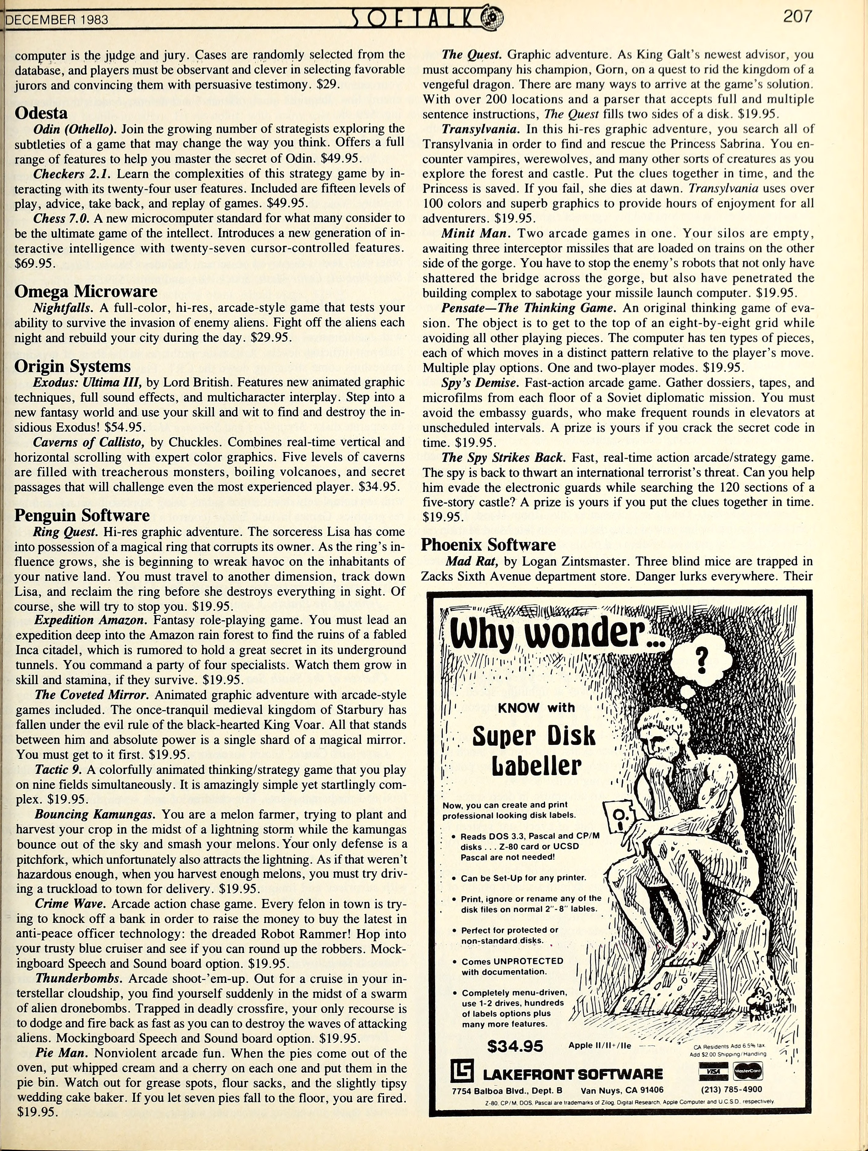 DECEMBER 1983
SOFTALK
207
computer is the judge and jury. Cases are randomly selected from the
database, and players must be observant and clever in selecting favorable
jurors and convincing them with persuasive testimony. $29.
Odesta
Odin (Othello). Join the growing number of strategists exploring the
subtleties of a game that may change the way you think. Offers a full
range of features to help you master the secret of Odin. $49.95.
Checkers 2.1. Learn the complexities of this strategy game by in-
teracting with its twenty-four user features. Included are fifteen levels of
play, advice, take back, and replay of games. $49.95.
Chess 7.0. A new microcomputer standard for what many consider to
be the ultimate game of the intellect. Introduces a new generation of in-
teractive intelligence with twenty-seven cursor-controlled features.
$69.95.
Omega Microware
Nightfalls. A full-color, hi-res, arcade-style game that tests your
ability to survive the invasion of enemy aliens. Fight off the aliens each
night and rebuild your city during the day. $29.95.
Origin Systems
Exodus: Ultima III, by Lord British. Features new animated graphic
techniques, full sound effects, and multicharacter interplay. Step into a
new fantasy world and use your skill and wit to find and destroy the in-
sidious Exodus! $54.95.
Caverns of Callisto, by Chuckles. Combines real-time vertical and
horizontal scrolling with expert color graphics. Five levels of caverns
are filled with treacherous monsters, boiling volcanoes, and secret
passages that will challenge even the most experienced player. $34.95.
Penguin Software
Ring Quest. Hi-res graphic adventure. The sorceress Lisa has come
into possession of a magical ring that corrupts its owner. As the ring's in-
fluence grows, she is beginning to wreak havoc on the inhabitants of
your native land. You must travel to another dimension, track down
Lisa, and reclaim the ring before she destroys everything in sight. Of
course, she will try to stop you. $19.95.
Expedition Amazon. Fantasy role-playing game. You must lead an
expedition deep into the Amazon rain forest to find the ruins of a fabled
Inca citadel, which is rumored to hold a great secret in its underground
tunnels. You command a party of four specialists. Watch them grow in
skill and stamina, if they survive. $19.95.
The Coveted Mirror. Animated graphic adventure with arcade-style
games included. The once-tranquil medieval kingdom of Starbury has
fallen under the evil rule of the black-hearted King Voar. All that stands
between him and absolute power is a single shard of a magical mirror.
You must get to it first. $19.95.
Tactic 9. A colorfully animated thinking/strategy game that you play
on nine fields simultaneously. It is amazingly simple yet startlingly com-
plex. $19.95.
Bouncing Kamungas. You are a melon farmer, trying to plant and
harvest your crop in the midst of a lightning storm while the kamungas
bounce out of the sky and smash your melons. Your only defense is a
pitchfork, which unfortunately also attracts the lightning. As if that weren't
hazardous enough, when you harvest enough melons, you must try driv-
ing a truckload to town for delivery. $19.95.
Crime Wave. Arcade action chase game. Every felon in town is try-
ing to knock off a bank in order to raise the money to buy the latest in
anti-peace officer technology: the dreaded Robot Rammer! Hop into
your trusty blue cruiser and see if you can round up the robbers. Mock-
ingboard Speech and Sound board option. $19.95.
Thunderbombs. Arcade shoot-'em-up. Out for a cruise in your in-
terstellar cloudship, you find yourself suddenly in the midst of a swarm
of alien dronebombs. Trapped in deadly crossfire, your only recourse is
to dodge and fire back as fast as you can to destroy the waves of attacking
aliens. Mockingboard Speech and Sound board option. $19.95.
Pie Man. Nonviolent arcade fun. When the pies come out of the
oven, put whipped cream and a cherry on each one and put them in the
pie bin. Watch out for grease spots, flour sacks, and the slightly tipsy
wedding cake baker. If you let seven pies fall to the floor, you are fired.
$19.95.
The Quest. Graphic adventure. As King Galt's newest advisor, you
must accompany his champion, Gorn, on a quest to rid the kingdom of a
vengeful dragon. There are many ways to arrive at the game's solution.
With over 200 locations and a parser that accepts full and multiple
sentence instructions, The Quest fills two sides of a disk. $19.95.
Transylvania. In this hi-res graphic adventure, you search all of
Transylvania in order to find and rescue the Princess Sabrina. You en-
counter vampires, werewolves, and many other sorts of creatures as you
explore the forest and castle. Put the clues together in time, and the
Princess is saved. If you fail, she dies at dawn. Transylvania uses over
100 colors and superb graphics to provide hours of enjoyment for all
adventurers. $19.95.
Minit Man. Two arcade games in one. Your silos are empty,
awaiting three interceptor missiles that are loaded on trains on the other
side of the gorge. You have to stop the enemy's robots that not only have
shattered the bridge across the gorge, but also have penetrated the
building complex to sabotage your missile launch computer. $19.95.
Pensate—The Thinking Game. An original thinking game of eva-
sion. The object is to get to the top of an eight-by-eight grid while
avoiding all other playing pieces. The computer has ten types of pieces,
each of which moves in a distinct pattern relative to the player's move.
Multiple play options. One and two-player modes. $19.95.
Spy's Demise. Fast-action arcade game. Gather dossiers, tapes, and
microfilms from each floor of a Soviet diplomatic mission. You must
avoid the embassy guards, who make frequent rounds in elevators at
unscheduled intervals. A prize is yours if you crack the secret code in
time. $19.95.
The Spy Strikes Back. Fast, real-time action arcade/strategy game.
The spy is back to thwart an international terrorist's threat. Can you help
him evade the electronic guards while searching the 120 sections of a
five-story castle? A prize is yours if you put the clues together in time.
$19.95.
Phoenix Software
Mad Rat, by Logan Zintsmaster. Three blind mice are trapped in
Zacks Sixth Avenue department store. Danger lurks everywhere. Their
Why wonder...
?
KNOW with
Super Disk
Labeller
Now, you can create and print
professional looking disk labels.
• Reads DOS 3.3, Pascal and CP/M
disks . . . Z-80 card or UCSD
Pascal are not needed!
• Can be Set-Up for any printer.
• Print, ignore or rename any of the
disk files on normal 2"-8" lables.
• Perfect for protected or
non-standard disks.
• Comes UNPROTECTED
with documentation.
• Completely menu-driven,
use 1-2 drives, hundreds
of labels options plus
many more features.
$34.95
Apple II/II+/IIe
CA Residents Add 6.5% tax
Add $2.00 Shipping/Handling
LS LAKEFRONT SOFTWARE
VISA MasterCard
7754 Balboa Blvd., Dept. B Van Nuys, CA 91406 (213) 785-4900
Z-80, CP/M, DOS, Pascal are trademarks of Zilog, Digital Research, Apple Computer and U.C.S.D. respectively